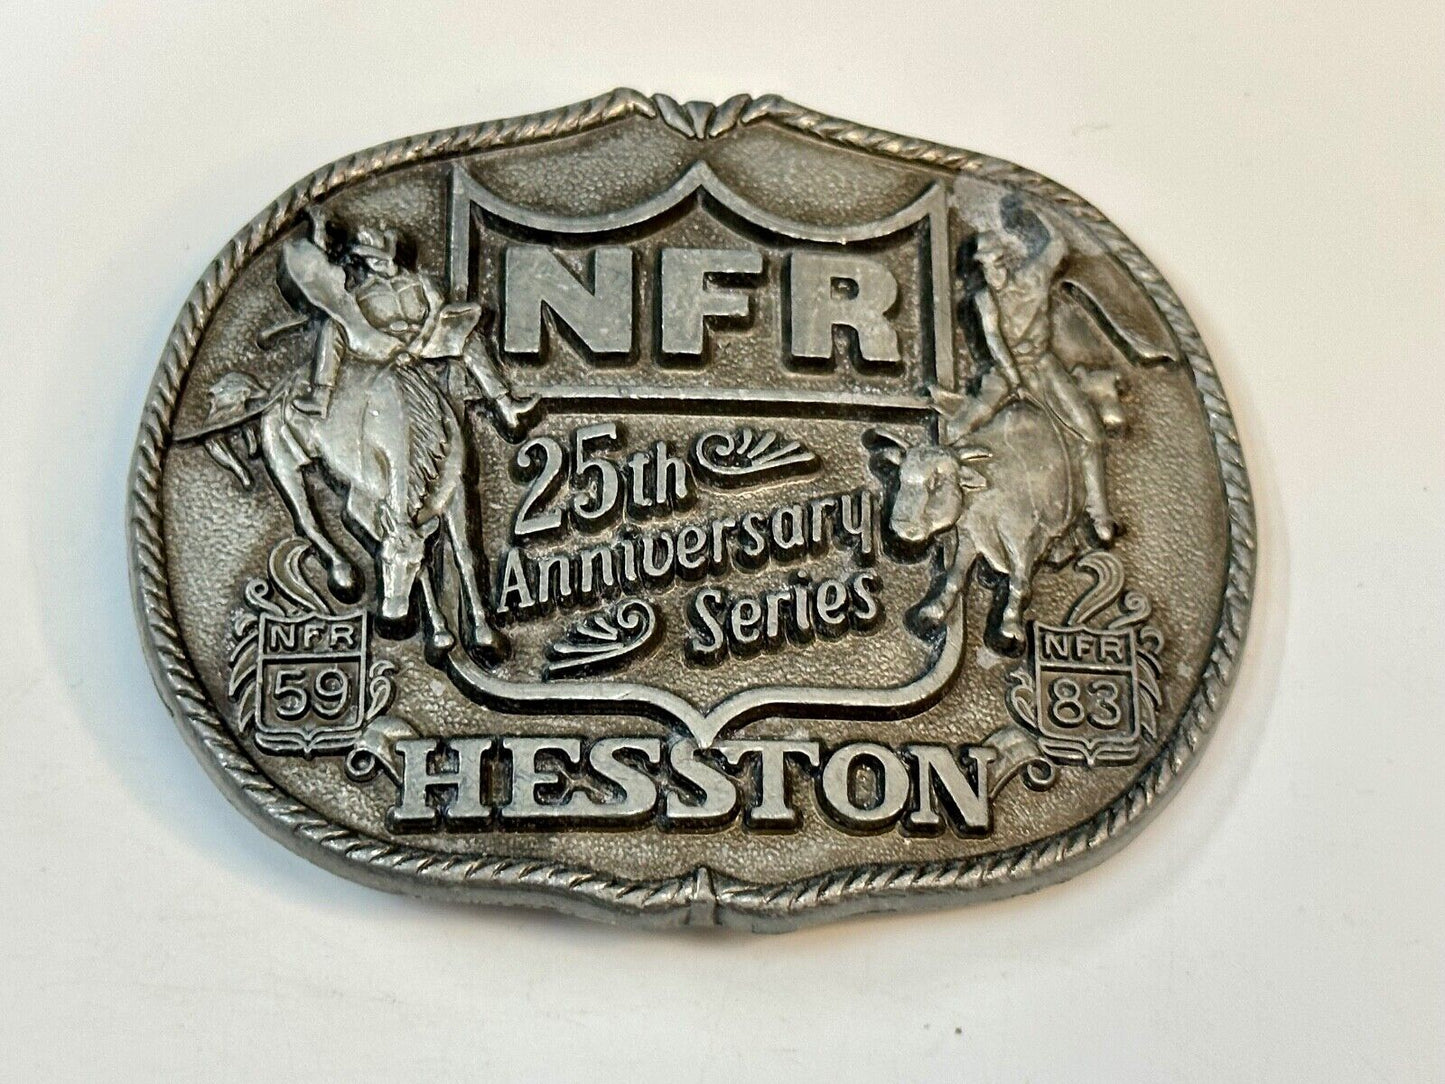 NFR
25th
Anniversary
Series
NFR
59
NFR
83
HESSTON